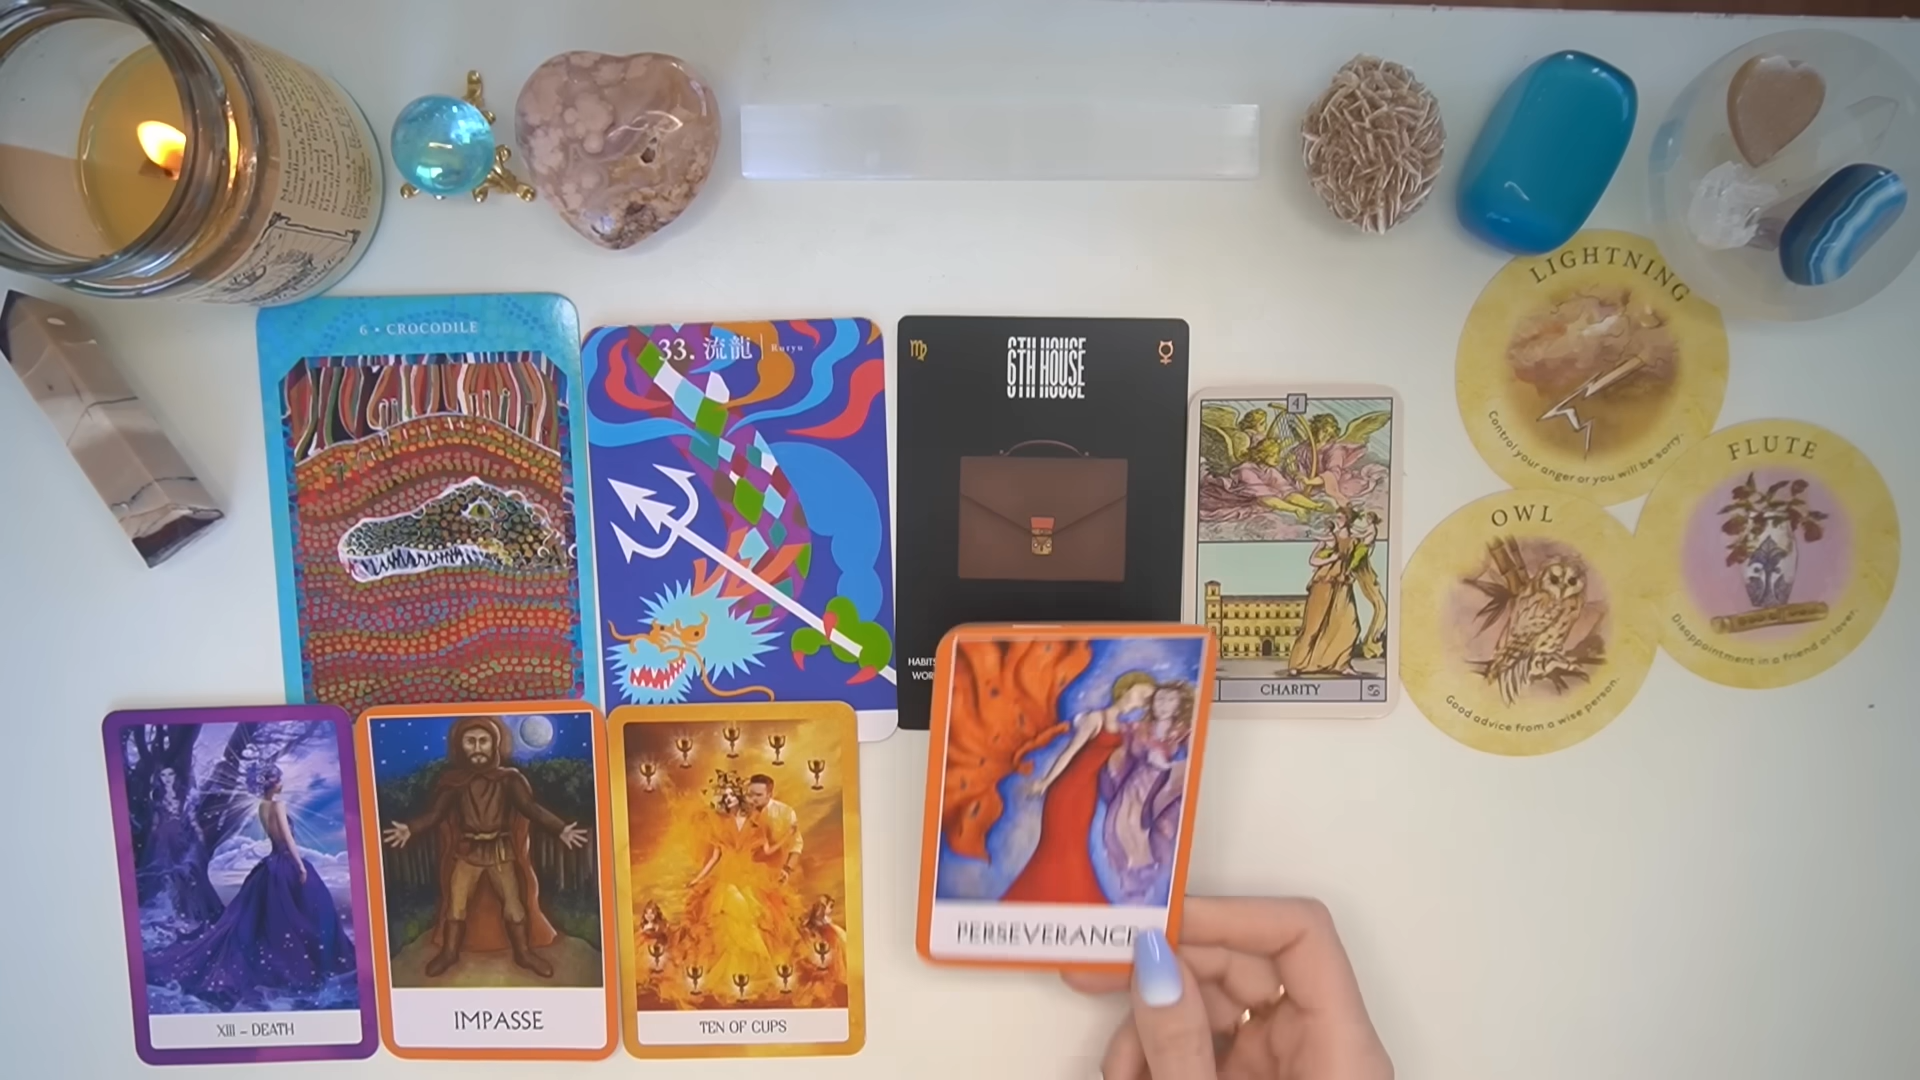 6 • CROCODILE
33. 流龍 | Ruryu
6TH HOUSE
HABITS
WOR
4
CHARITY
LIGHTNING
Control your anger or you will be sorry.
FLUTE
Disappointment in a friend or lover.
OWL
Good advice from a wise person.
XIII – DEATH
IMPASSE
TEN OF CUPS
PERSEVERANCE